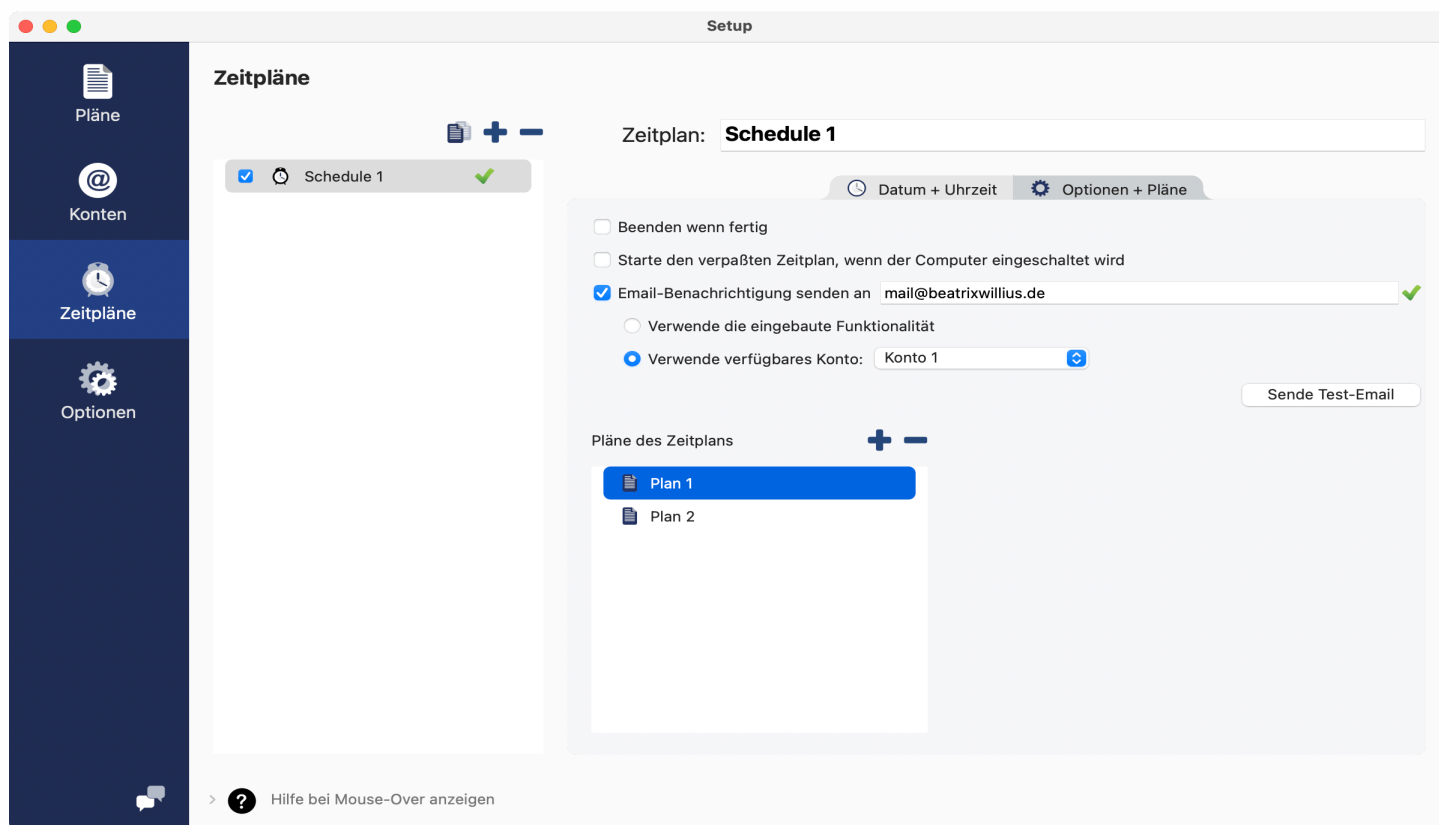 Setup
Pläne
Konten
Zeitpläne
Optionen
Zeitpläne
Schedule 1
Zeitplan: Schedule 1
Datum + Uhrzeit Optionen + Pläne
Beenden wenn fertig
Starte den verpaßten Zeitplan, wenn der Computer eingeschaltet wird
Email-Benachrichtigung senden an mail@beatrixwillius.de
Verwende die eingebaute Funktionalität
Verwende verfügbares Konto: Konto 1
Sende Test-Email
Pläne des Zeitplans
Plan 1
Plan 2
? Hilfe bei Mouse-Over anzeigen